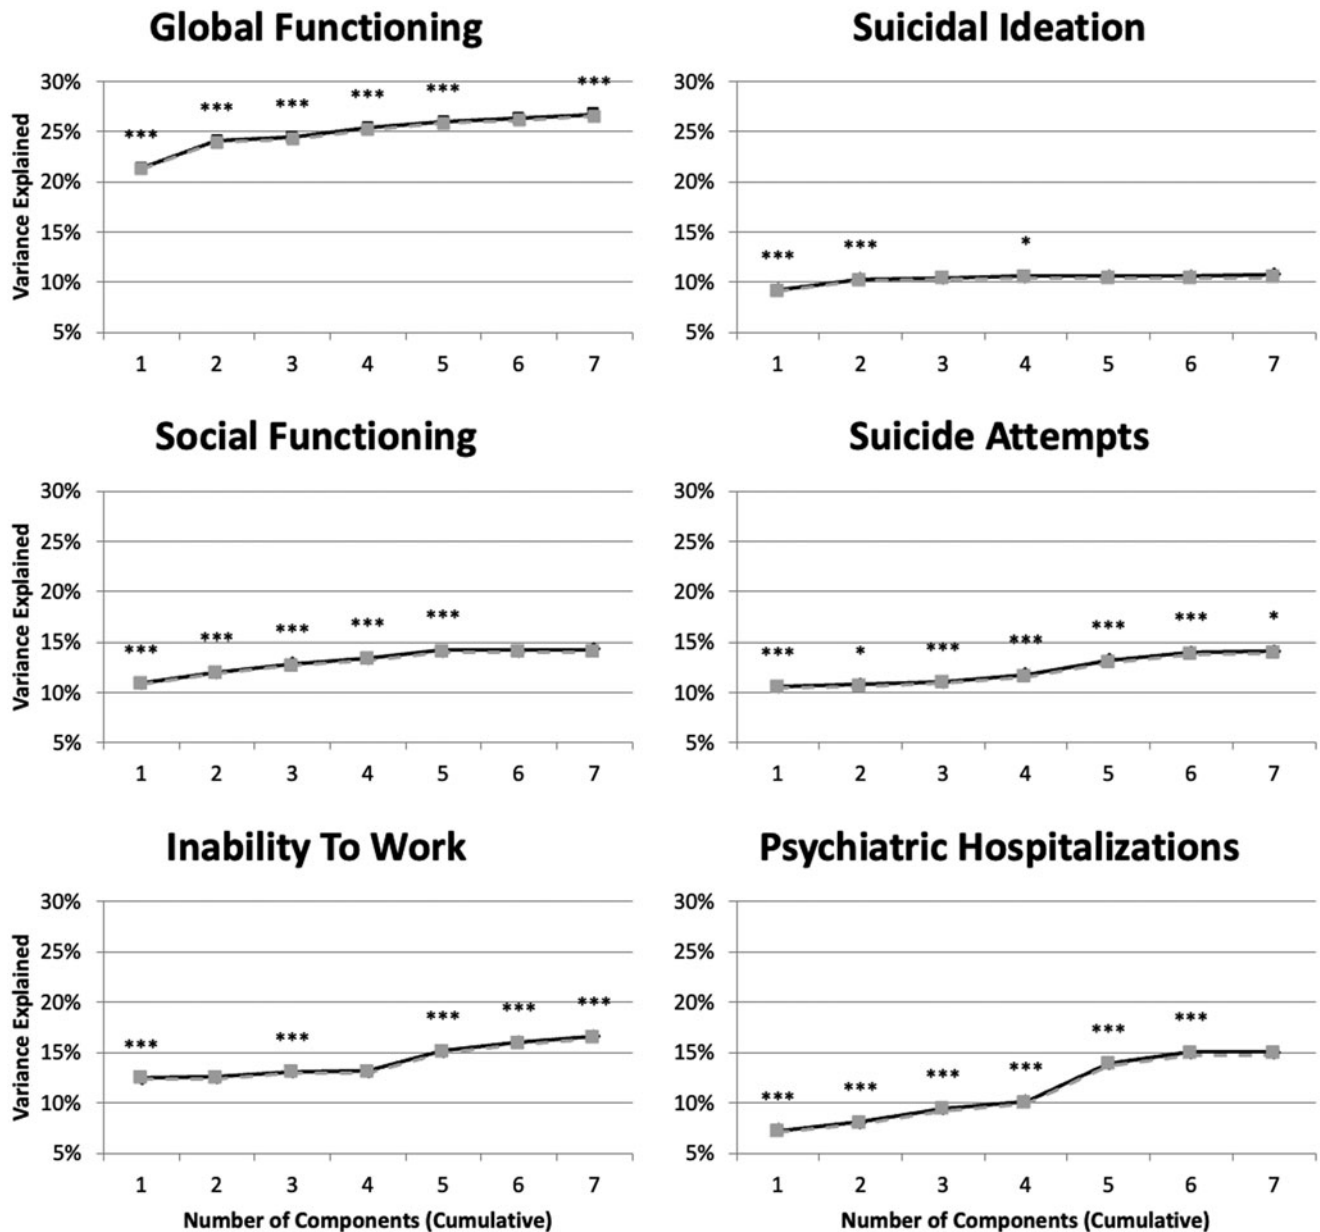 Global Functioning
Variance Explained
30%
25%
20%
15%
10%
5%
*** *** *** *** *** ***
1 2 3 4 5 6 7
Suicidal Ideation
30%
25%
20%
15%
10%
5%
*** *** *
1 2 3 4 5 6 7
Social Functioning
Variance Explained
30%
25%
20%
15%
10%
5%
*** *** *** *** ***
1 2 3 4 5 6 7
Suicide Attempts
30%
25%
20%
15%
10%
5%
*** * *** *** *** *** *
1 2 3 4 5 6 7
Inability To Work
Variance Explained
30%
25%
20%
15%
10%
5%
*** *** *** *** ***
1 2 3 4 5 6 7
Number of Components (Cumulative)
Psychiatric Hospitalizations
30%
25%
20%
15%
10%
5%
*** *** *** *** *** ***
1 2 3 4 5 6 7
Number of Components (Cumulative)